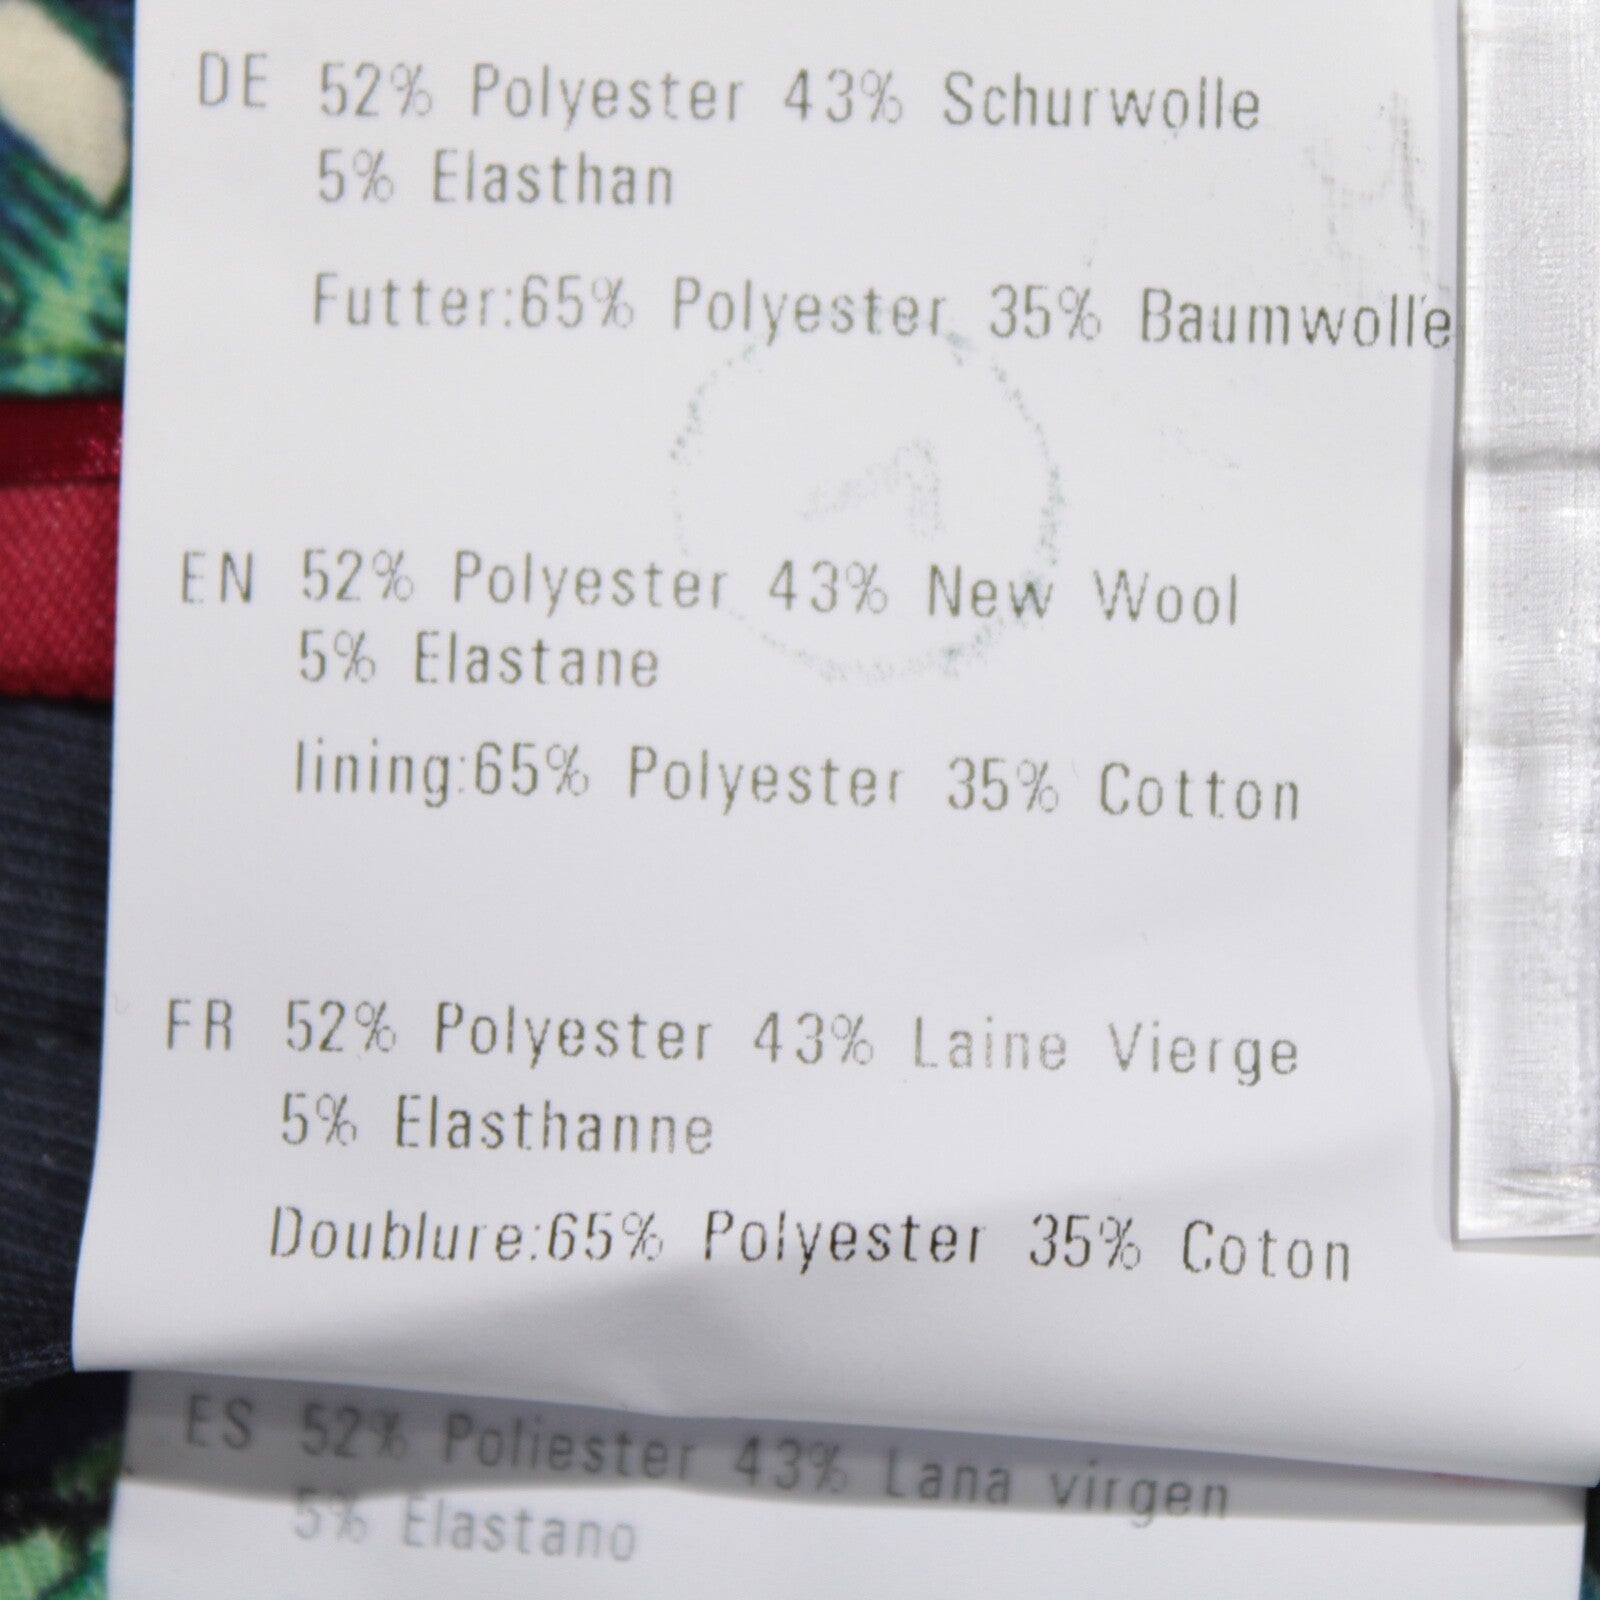 DE 52% Polyester 43% Schurwolle
5% Elasthan
Futter:65% Polyester 35% Baumwolle
EN 52% Polyester 43% New Wool
5% Elastane
lining:65% Polyester 35% Cotton
FR 52% Polyester 43% Laine Vierge
5% Elasthanne
Doublure:65% Polyester 35% Coton
ES 52% Poliester 43% Lana virgen
5% Elastano